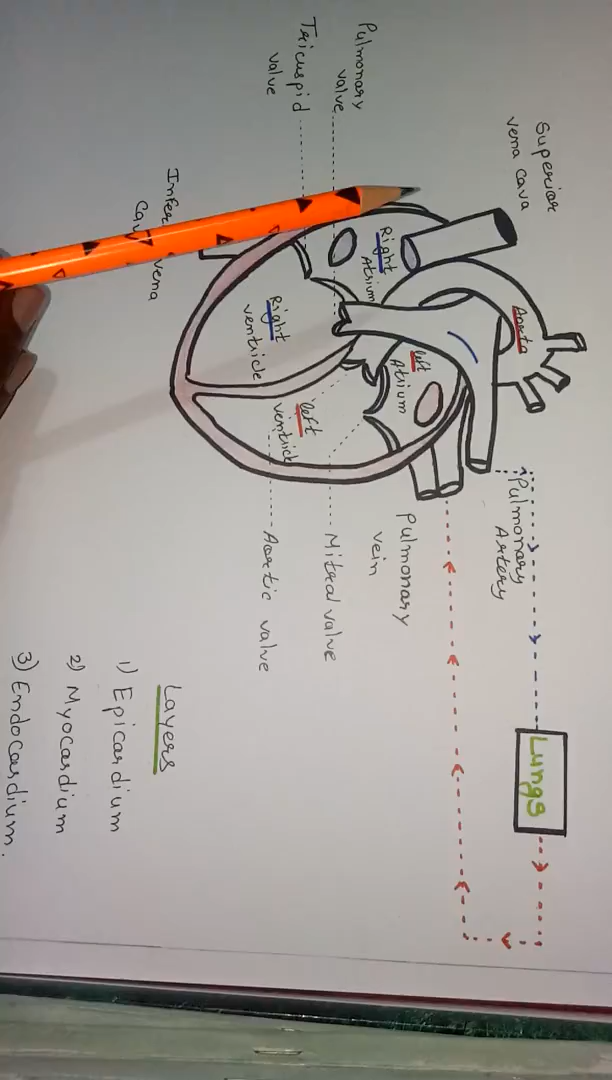 Superior
vena cava
Pulmonary
valve
Tricuspid
valve
vena
Right
Atrium
Aorta
left
Atrium
Right
ventricle
left
ventricle
Pulmonary
Artery
Pulmonary
vein
Mitral valve
Aortic valve
Lungs
Layers
1) Epicardium
2) Myocardium
3) Endocardium.